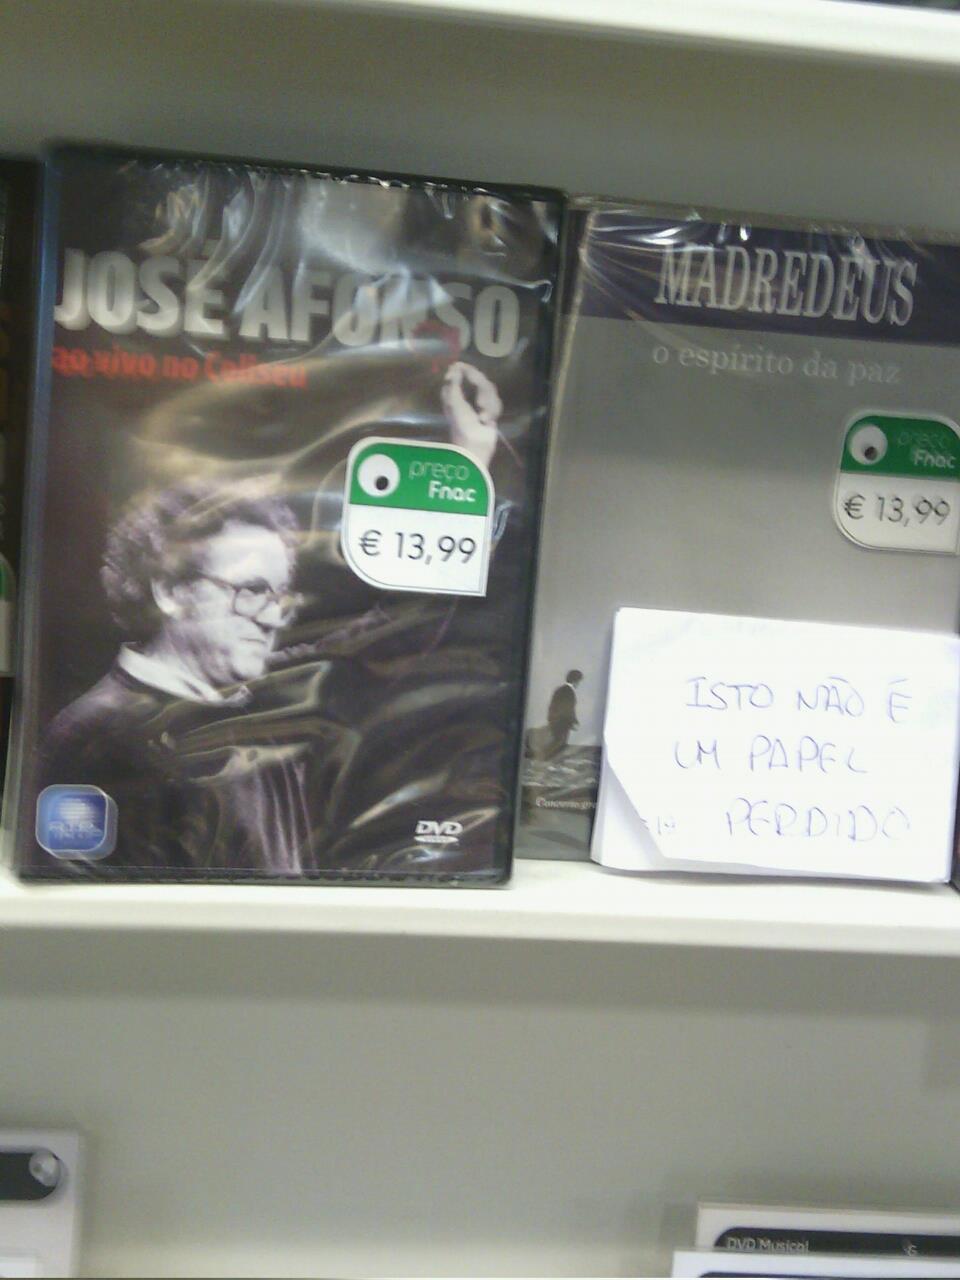 JOSÉ AFONSO
ao vivo no Coliseu
preço
Fnac
€ 13,99
DVD
MADREDEUS
o espírito da paz
preço
Fnac
€ 13,99
ISTO NÃO É
UM PAPEL
PERDIDO
DVD Musical